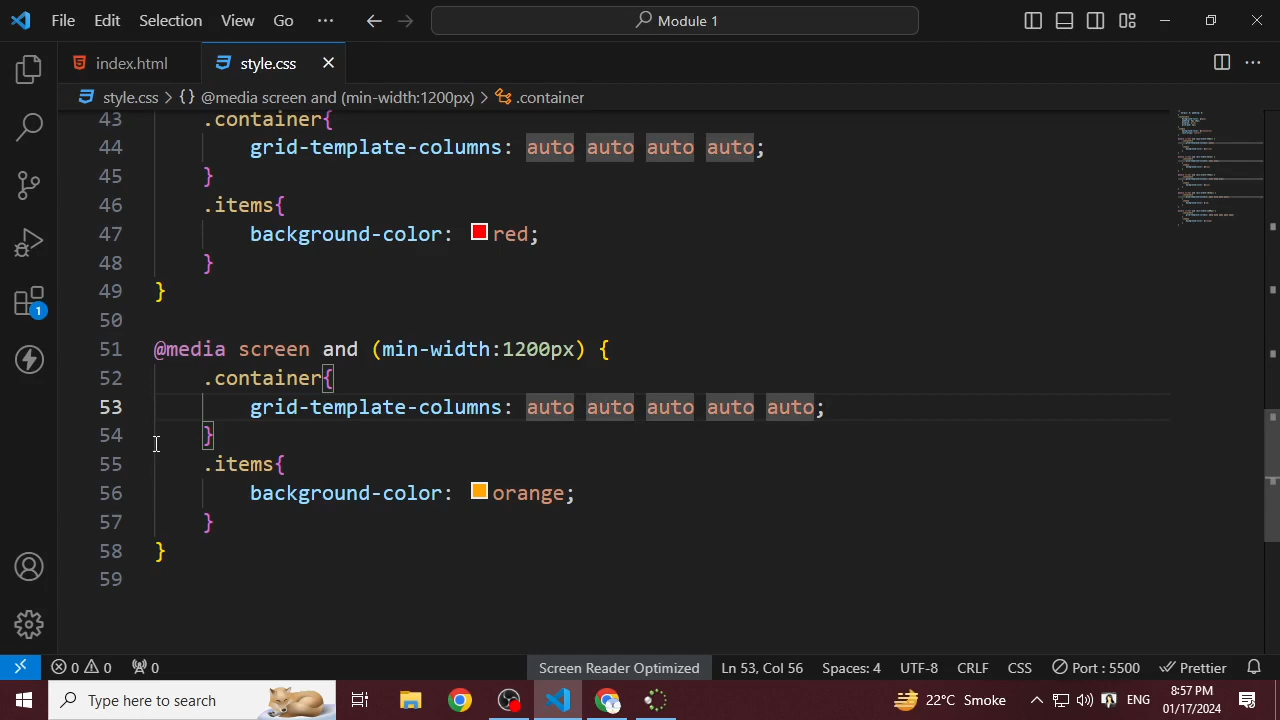 File Edit Selection View Go ··· Module 1
index.html style.css
style.css > {} @media screen and (min-width:1200px) > .container
43 .container{
44 grid-template-columns: auto auto auto auto;
45 }
46 .items{
47 background-color: red;
48 }
49 }
50
51 @media screen and (min-width:1200px) {
52 .container{
53 grid-template-columns: auto auto auto auto auto;
54 }
55 .items{
56 background-color: orange;
57 }
58 }
59
1
0 0 0 Screen Reader Optimized Ln 53, Col 56 Spaces: 4 UTF-8 CRLF CSS Port : 5500 Prettier
Type here to search 22°C Smoke ENG 8:57 PM
01/17/2024